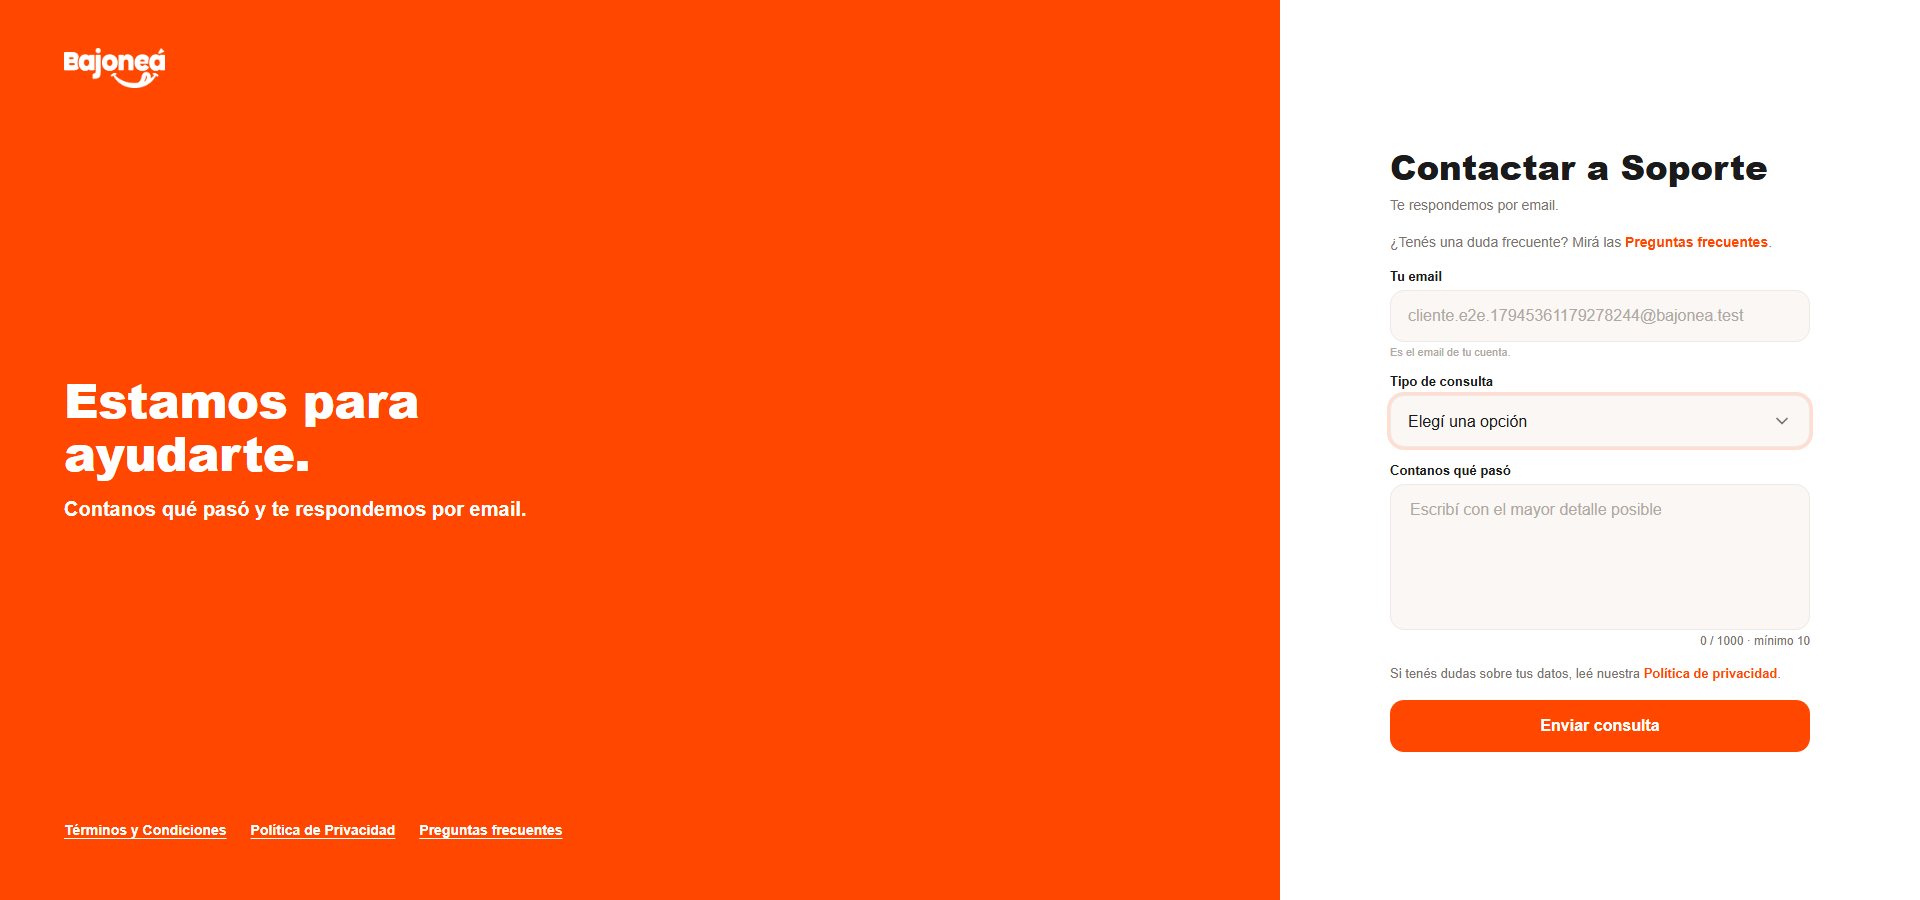 Bajoneá
Estamos para
ayudarte.
Contanos qué pasó y te respondemos por email.
Términos y Condiciones
Política de Privacidad
Preguntas frecuentes
Contactar a Soporte
Te respondemos por email.
¿Tenés una duda frecuente? Mirá las Preguntas frecuentes.
Tu email
cliente.e2e.17945361179278244@bajonea.test
Es el email de tu cuenta.
Tipo de consulta
Elegí una opción
Contanos qué pasó
Escribí con el mayor detalle posible
0 / 1000 · mínimo 10
Si tenés dudas sobre tus datos, leé nuestra Política de privacidad.
Enviar consulta